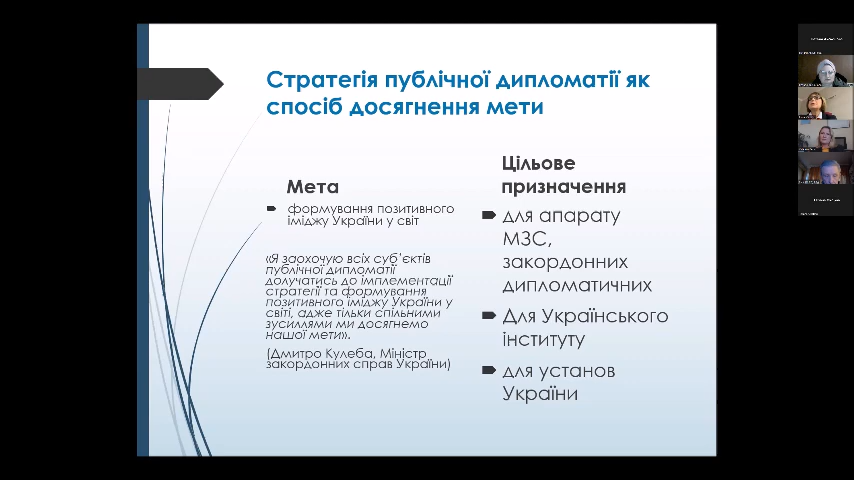 Стратегія публічної дипломатії як
спосіб досягнення мети
Мета
формування позитивного
іміджу України у світ
«Я заохочую всіх суб’єктів
публічної дипломатії
долучатись до імплементації
стратегії та формування
позитивного іміджу України у
світі, адже тільки спільними
зусиллями ми досягнемо
нашої мети».
(Дмитро Кулеба, Міністр
закордонних справ України)
Цільове
призначення
для апарату
МЗС,
закордонних
дипломатичних
Для Українського
інституту
для установ
України